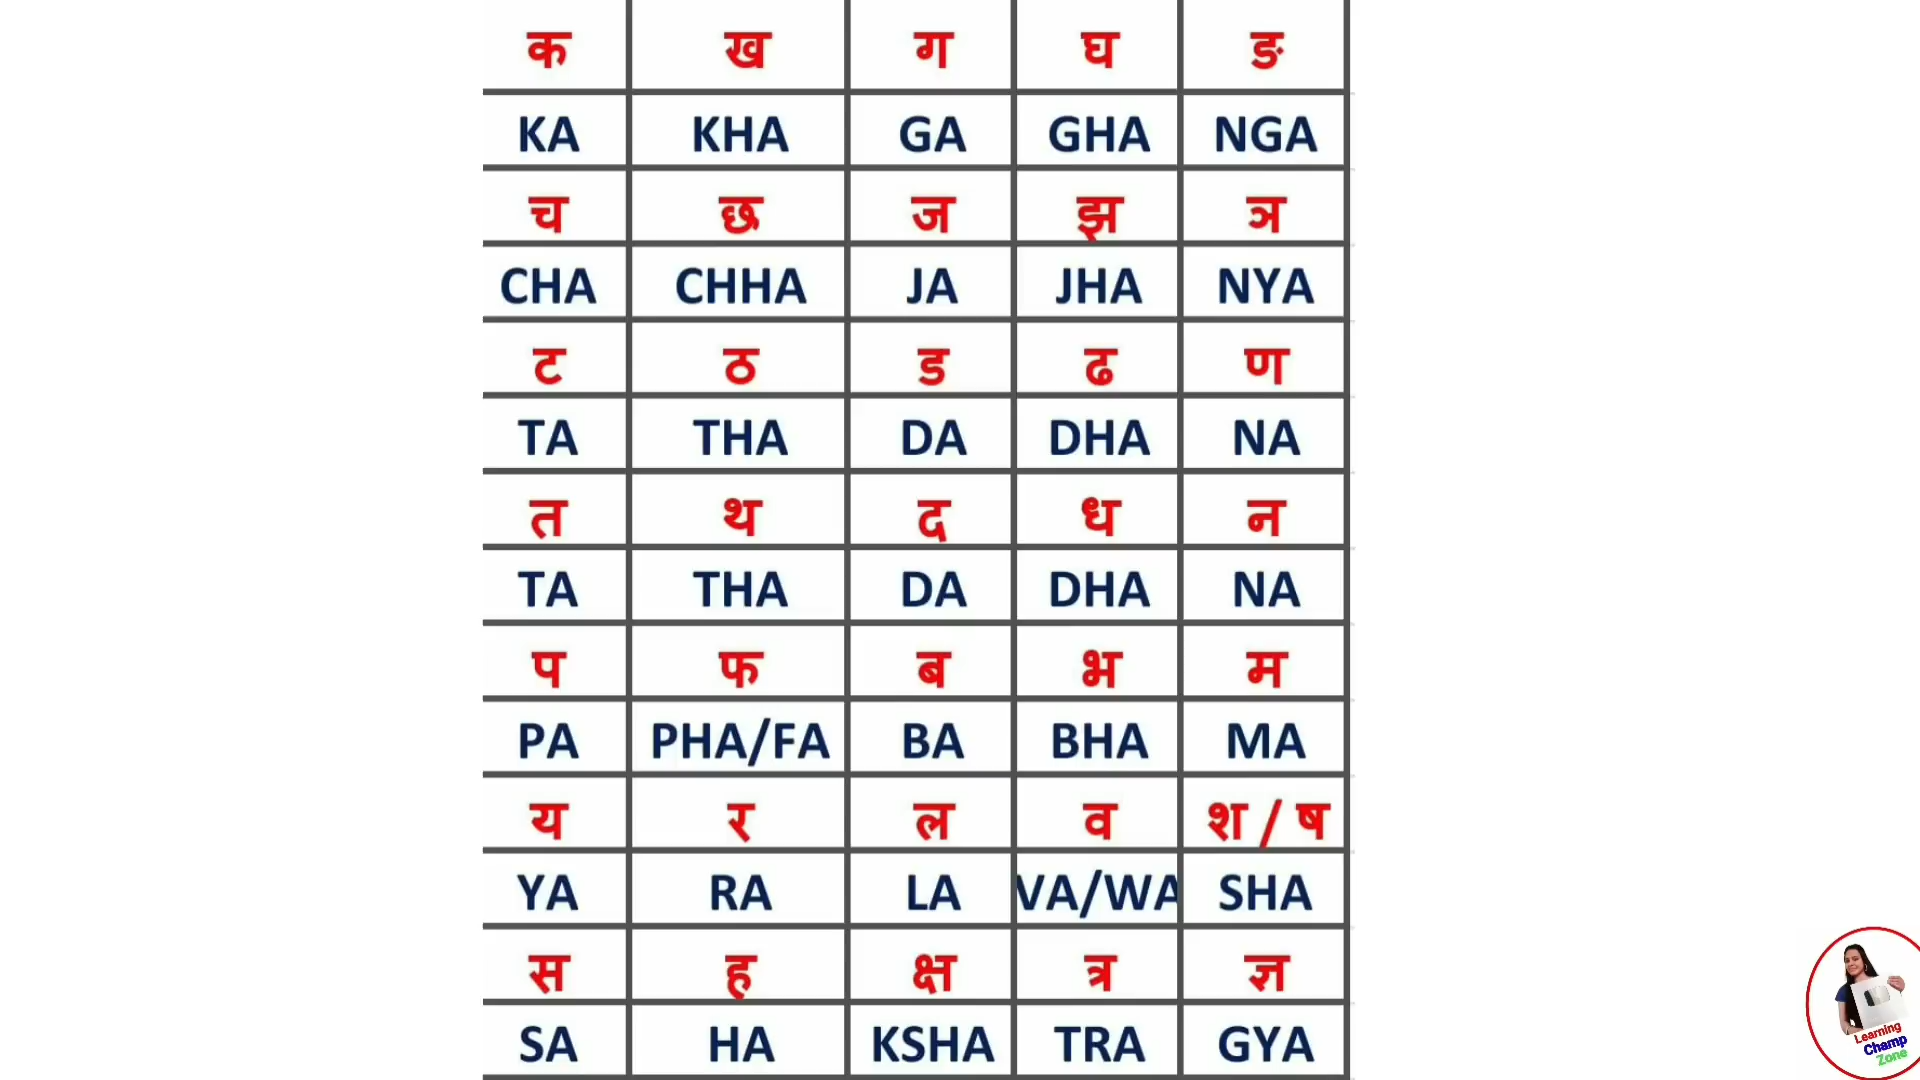 क ख ग घ ङ
KA KHA GA GHA NGA
च छ ज झ ञ
CHA CHHA JA JHA NYA
ट ठ ड ढ ण
TA THA DA DHA NA
त थ द ध न
TA THA DA DHA NA
प फ ब भ म
PA PHA/FA BA BHA MA
य र ल व श / ष
YA RA LA VA/WA SHA
स ह क्ष त्र ज्ञ
SA HA KSHA TRA GYA
Learning
Champ
Zone